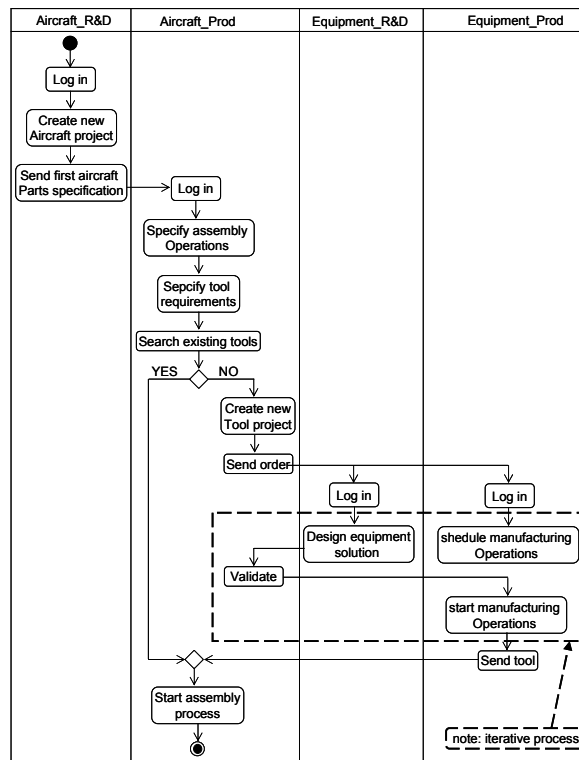 Aircraft_R&D
Aircraft_Prod
Equipment_R&D
Equipment_Prod
Log in
Create new
Aircraft project
Send first aircraft
Parts specification
Log in
Specify assembly
Operations
Sepcify tool
requirements
Search existing tools
YES
NO
Create new
Tool project
Send order
Log in
Log in
Design equipment
solution
shedule manufacturing
Operations
Validate
start manufacturing
Operations
Send tool
Start assembly
process
note: iterative process